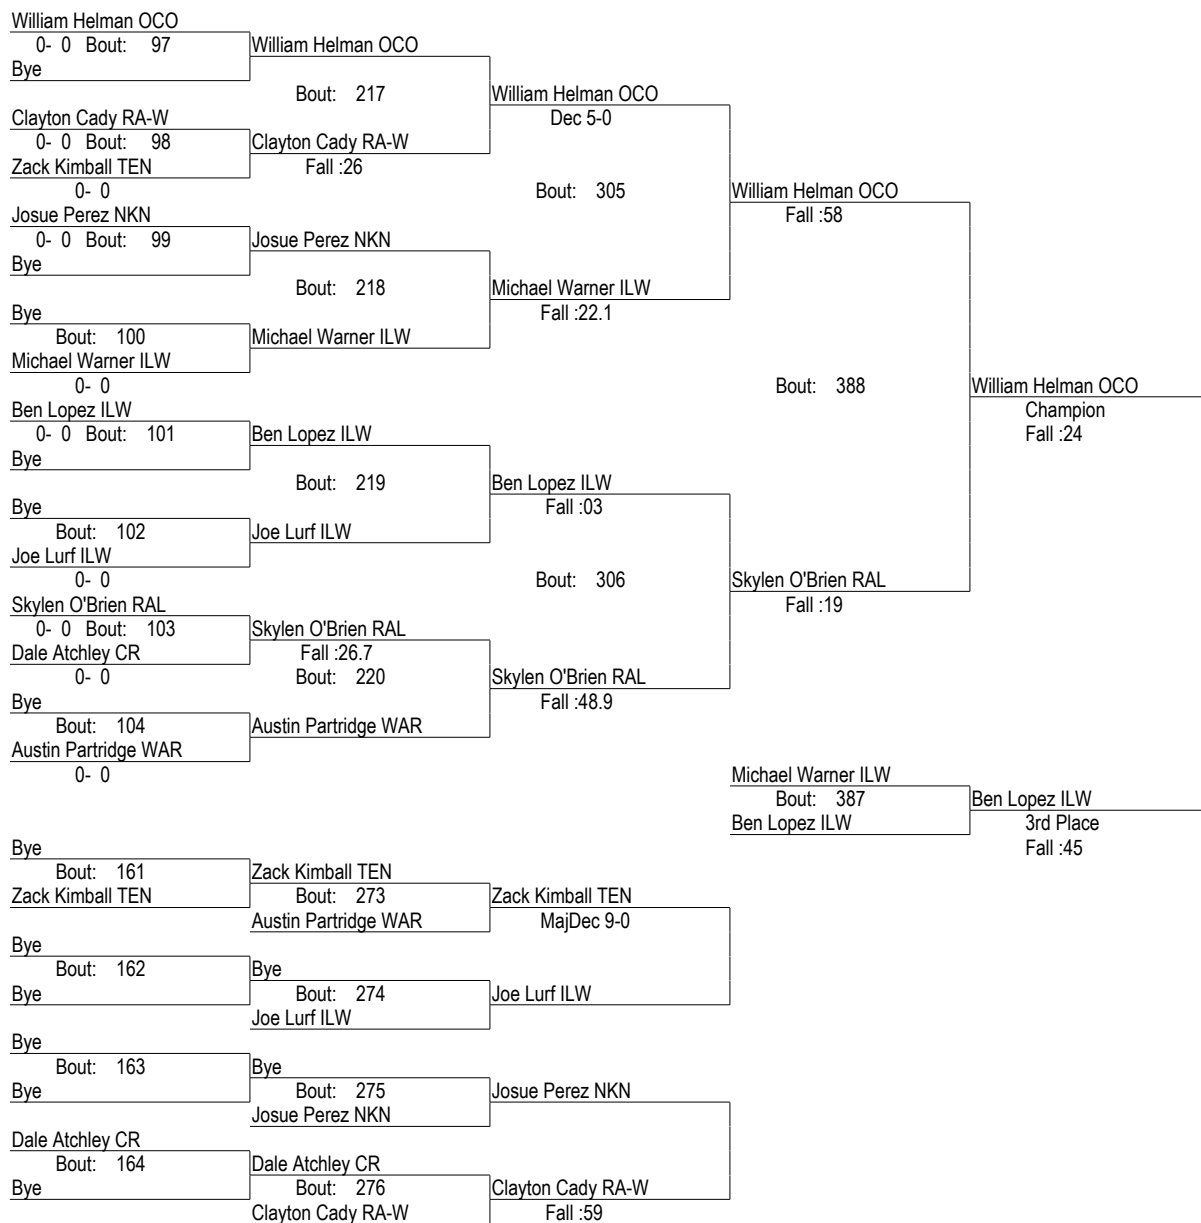 William Helman OCO
0- 0 Bout: 97 William Helman OCO
Bye
Bout: 217 William Helman OCO
Clayton Cady RA-W Dec 5-0
0- 0 Bout: 98 Clayton Cady RA-W
Zack Kimball TEN Fall :26
0- 0 Bout: 305 William Helman OCO
Josue Perez NKN Fall :58
0- 0 Bout: 99 Josue Perez NKN
Bye
Bout: 218 Michael Warner ILW
Bye Fall :22.1
Bout: 100 Michael Warner ILW
Michael Warner ILW
0- 0 Bout: 388 William Helman OCO
Ben Lopez ILW Champion
0- 0 Bout: 101 Ben Lopez ILW Fall :24
Bye
Bout: 219 Ben Lopez ILW
Bye Fall :03
Bout: 102 Joe Lurf ILW
Joe Lurf ILW
0- 0 Bout: 306 Skylen O'Brien RAL
Skylen O'Brien RAL Fall :19
0- 0 Bout: 103 Skylen O'Brien RAL
Dale Atchley CR Fall :26.7
0- 0 Bout: 220 Skylen O'Brien RAL
Bye Fall :48.9
Bout: 104 Austin Partridge WAR
Austin Partridge WAR
0- 0 Michael Warner ILW
Bout: 387 Ben Lopez ILW
Ben Lopez ILW 3rd Place
Bye Fall :45
Bout: 161 Zack Kimball TEN
Zack Kimball TEN Bout: 273 Zack Kimball TEN
Austin Partridge WAR MajDec 9-0
Bye
Bout: 162 Bye
Bye Bout: 274 Joe Lurf ILW
Joe Lurf ILW
Bye
Bout: 163 Bye
Bye Bout: 275 Josue Perez NKN
Josue Perez NKN
Dale Atchley CR
Bout: 164 Dale Atchley CR
Bye Bout: 276 Clayton Cady RA-W
Clayton Cady RA-W Fall :59